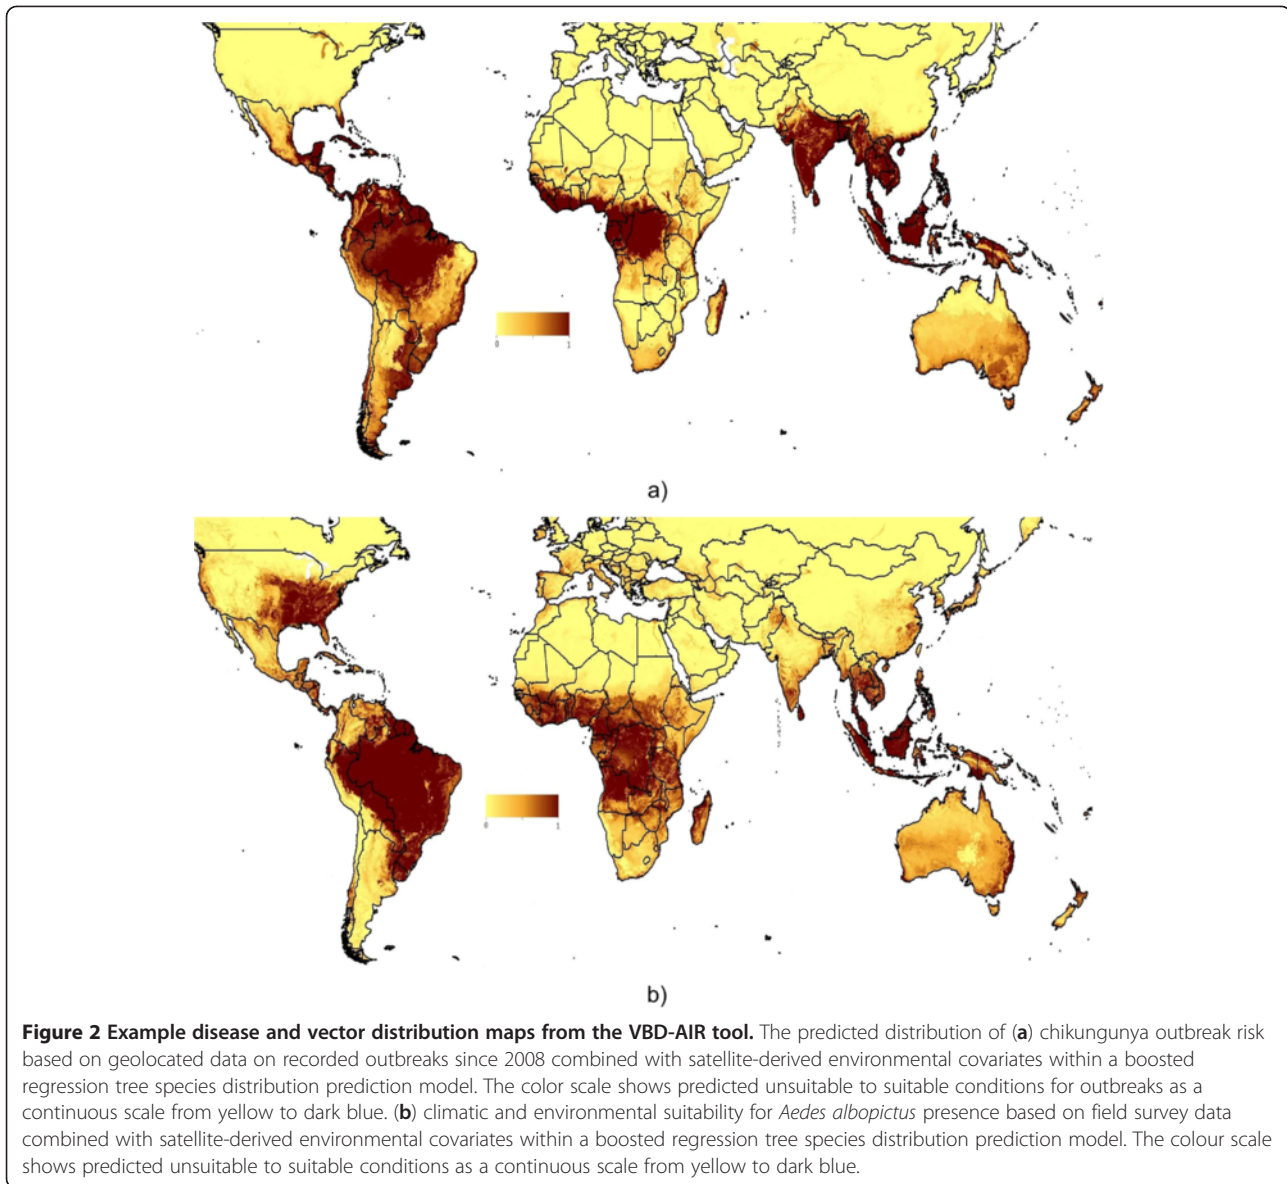 0 1
a)
0 1
b)
Figure 2 Example disease and vector distribution maps from the VBD-AIR tool. The predicted distribution of (a) chikungunya outbreak risk
based on geolocated data on recorded outbreaks since 2008 combined with satellite-derived environmental covariates within a boosted
regression tree species distribution prediction model. The color scale shows predicted unsuitable to suitable conditions for outbreaks as a
continuous scale from yellow to dark blue. (b) climatic and environmental suitability for Aedes albopictus presence based on field survey data
combined with satellite-derived environmental covariates within a boosted regression tree species distribution prediction model. The colour scale
shows predicted unsuitable to suitable conditions as a continuous scale from yellow to dark blue.